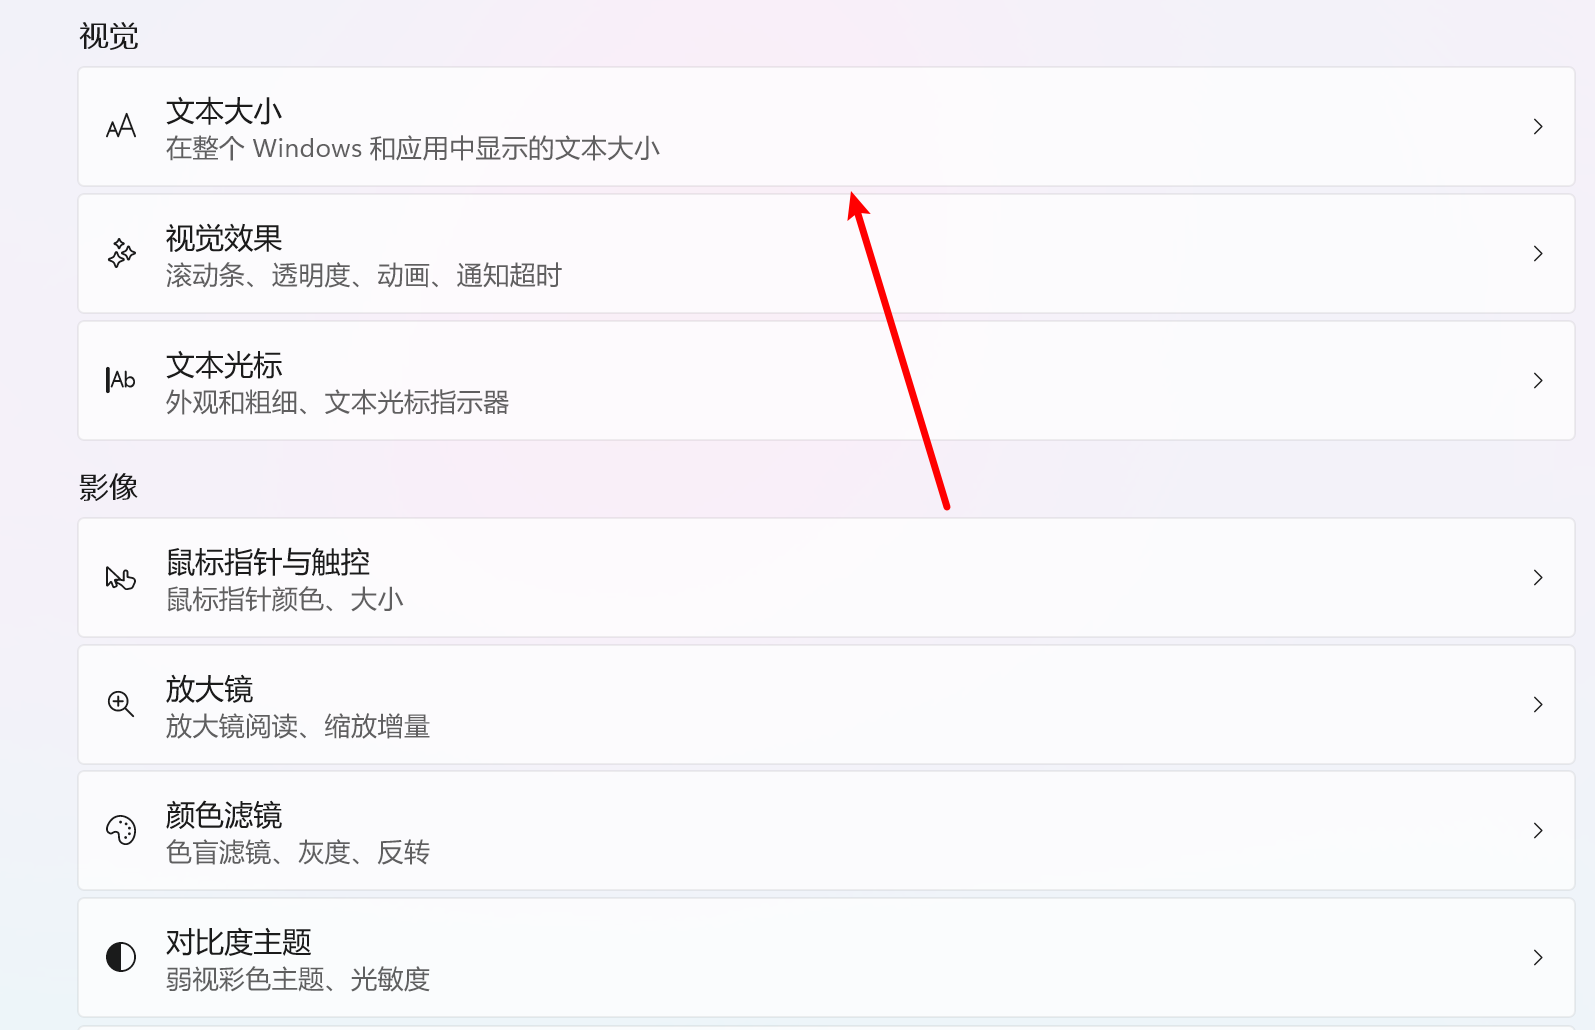 视觉
文本大小
在整个 Windows 和应用中显示的文本大小
视觉效果
滚动条、透明度、动画、通知超时
文本光标
外观和粗细、文本光标指示器
影像
鼠标指针与触控
鼠标指针颜色、大小
放大镜
放大镜阅读、缩放增量
颜色滤镜
色盲滤镜、灰度、反转
对比度主题
弱视彩色主题、光敏度